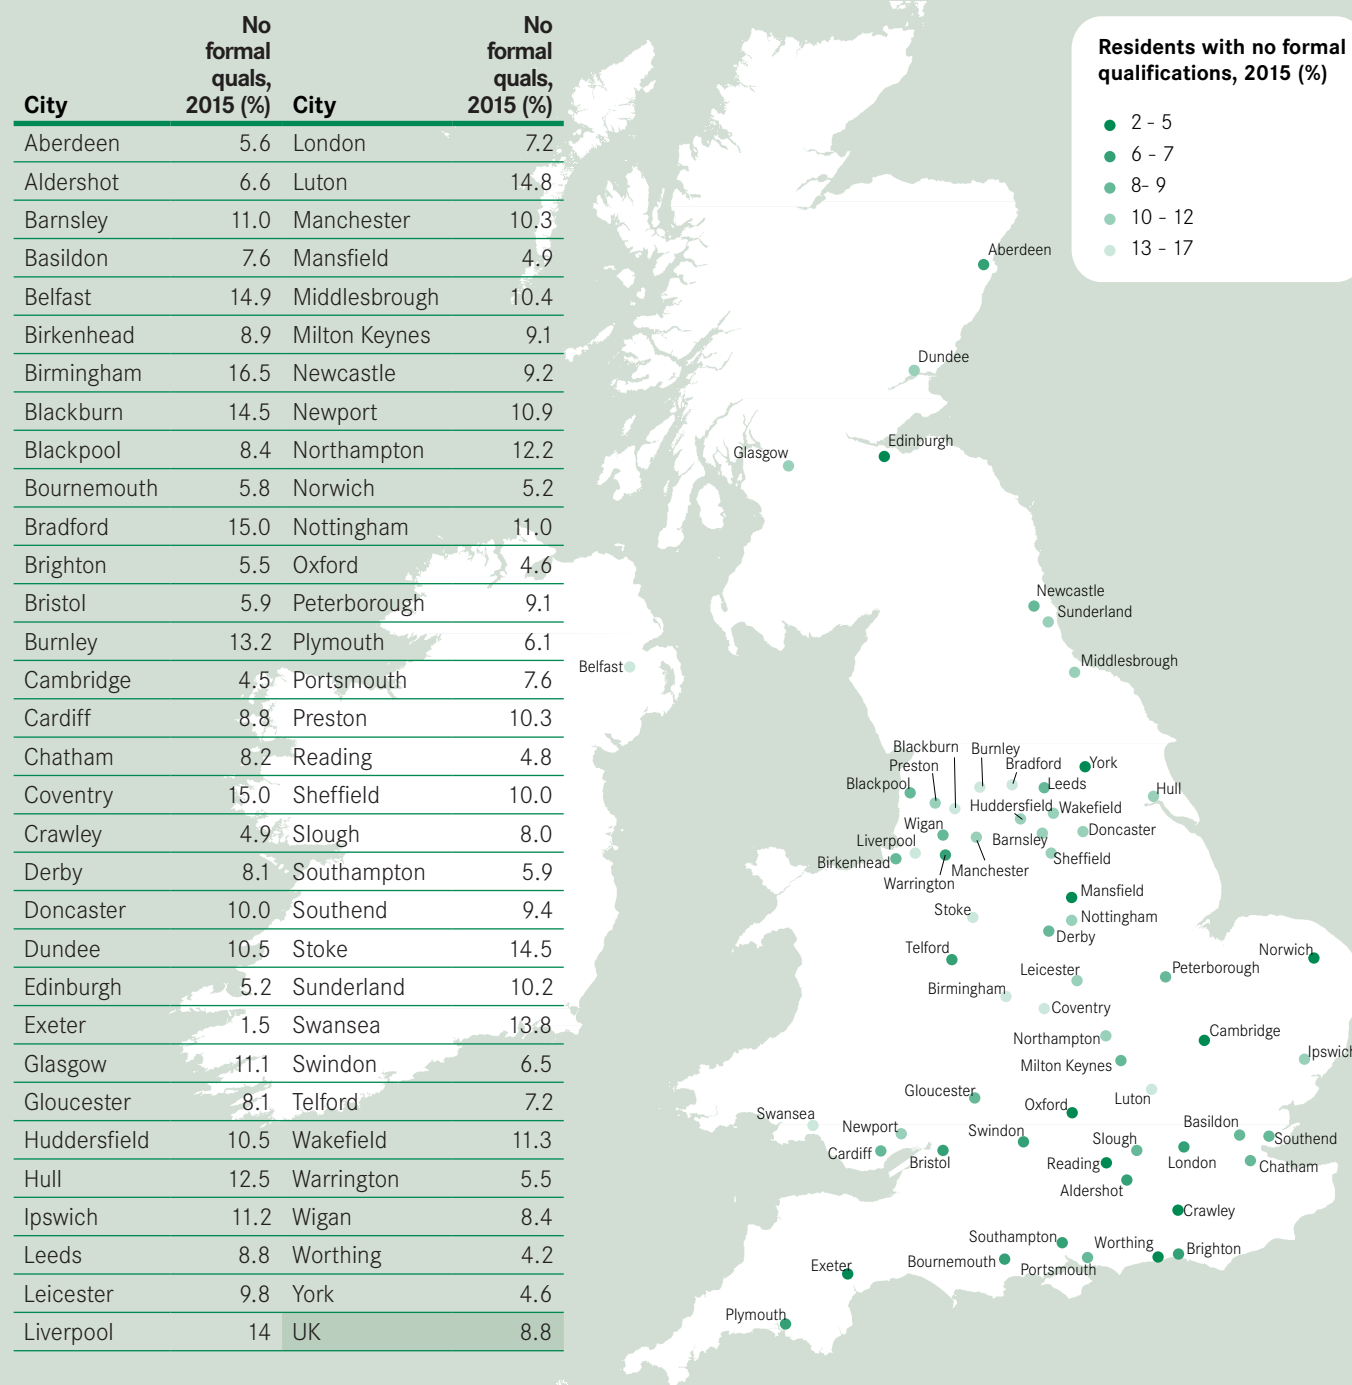 No
formal
quals,
City 2015 (%)
No
formal
quals,
City 2015 (%)
Aberdeen 5.6 London 7.2
Aldershot 6.6 Luton 14.8
Barnsley 11.0 Manchester 10.3
Basildon 7.6 Mansfield 4.9
Belfast 14.9 Middlesbrough 10.4
Birkenhead 8.9 Milton Keynes 9.1
Birmingham 16.5 Newcastle 9.2
Blackburn 14.5 Newport 10.9
Blackpool 8.4 Northampton 12.2
Bournemouth 5.8 Norwich 5.2
Bradford 15.0 Nottingham 11.0
Brighton 5.5 Oxford 4.6
Bristol 5.9 Peterborough 9.1
Burnley 13.2 Plymouth 6.1
Cambridge 4.5 Portsmouth 7.6
Cardiff 8.8 Preston 10.3
Chatham 8.2 Reading 4.8
Coventry 15.0 Sheffield 10.0
Crawley 4.9 Slough 8.0
Derby 8.1 Southampton 5.9
Doncaster 10.0 Southend 9.4
Dundee 10.5 Stoke 14.5
Edinburgh 5.2 Sunderland 10.2
Exeter 1.5 Swansea 13.8
Glasgow 11.1 Swindon 6.5
Gloucester 8.1 Telford 7.2
Huddersfield 10.5 Wakefield 11.3
Hull 12.5 Warrington 5.5
Ipswich 11.2 Wigan 8.4
Leeds 8.8 Worthing 4.2
Leicester 9.8 York 4.6
Liverpool 14 UK 8.8
Residents with no formal
qualifications, 2015 (%)
2 - 5
6 - 7
8- 9
10 - 12
13 - 17
Aberdeen
Dundee
Edinburgh
Glasgow
Newcastle
Sunderland
Middlesbrough
Belfast
Blackburn
Burnley
Preston
Bradford
York
Blackpool
Leeds
Hull
Huddersfield
Wakefield
Wigan
Doncaster
Liverpool
Barnsley
Birkenhead
Sheffield
Manchester
Warrington
Mansfield
Stoke
Nottingham
Derby
Telford
Norwich
Leicester
Peterborough
Birmingham
Coventry
Cambridge
Northampton
Ipswich
Milton Keynes
Gloucester
Luton
Oxford
Swansea
Basildon
Newport
Swindon
Slough
Southend
Cardiff
Bristol
Reading
London
Chatham
Aldershot
Crawley
Southampton
Worthing
Brighton
Bournemouth
Portsmouth
Exeter
Plymouth